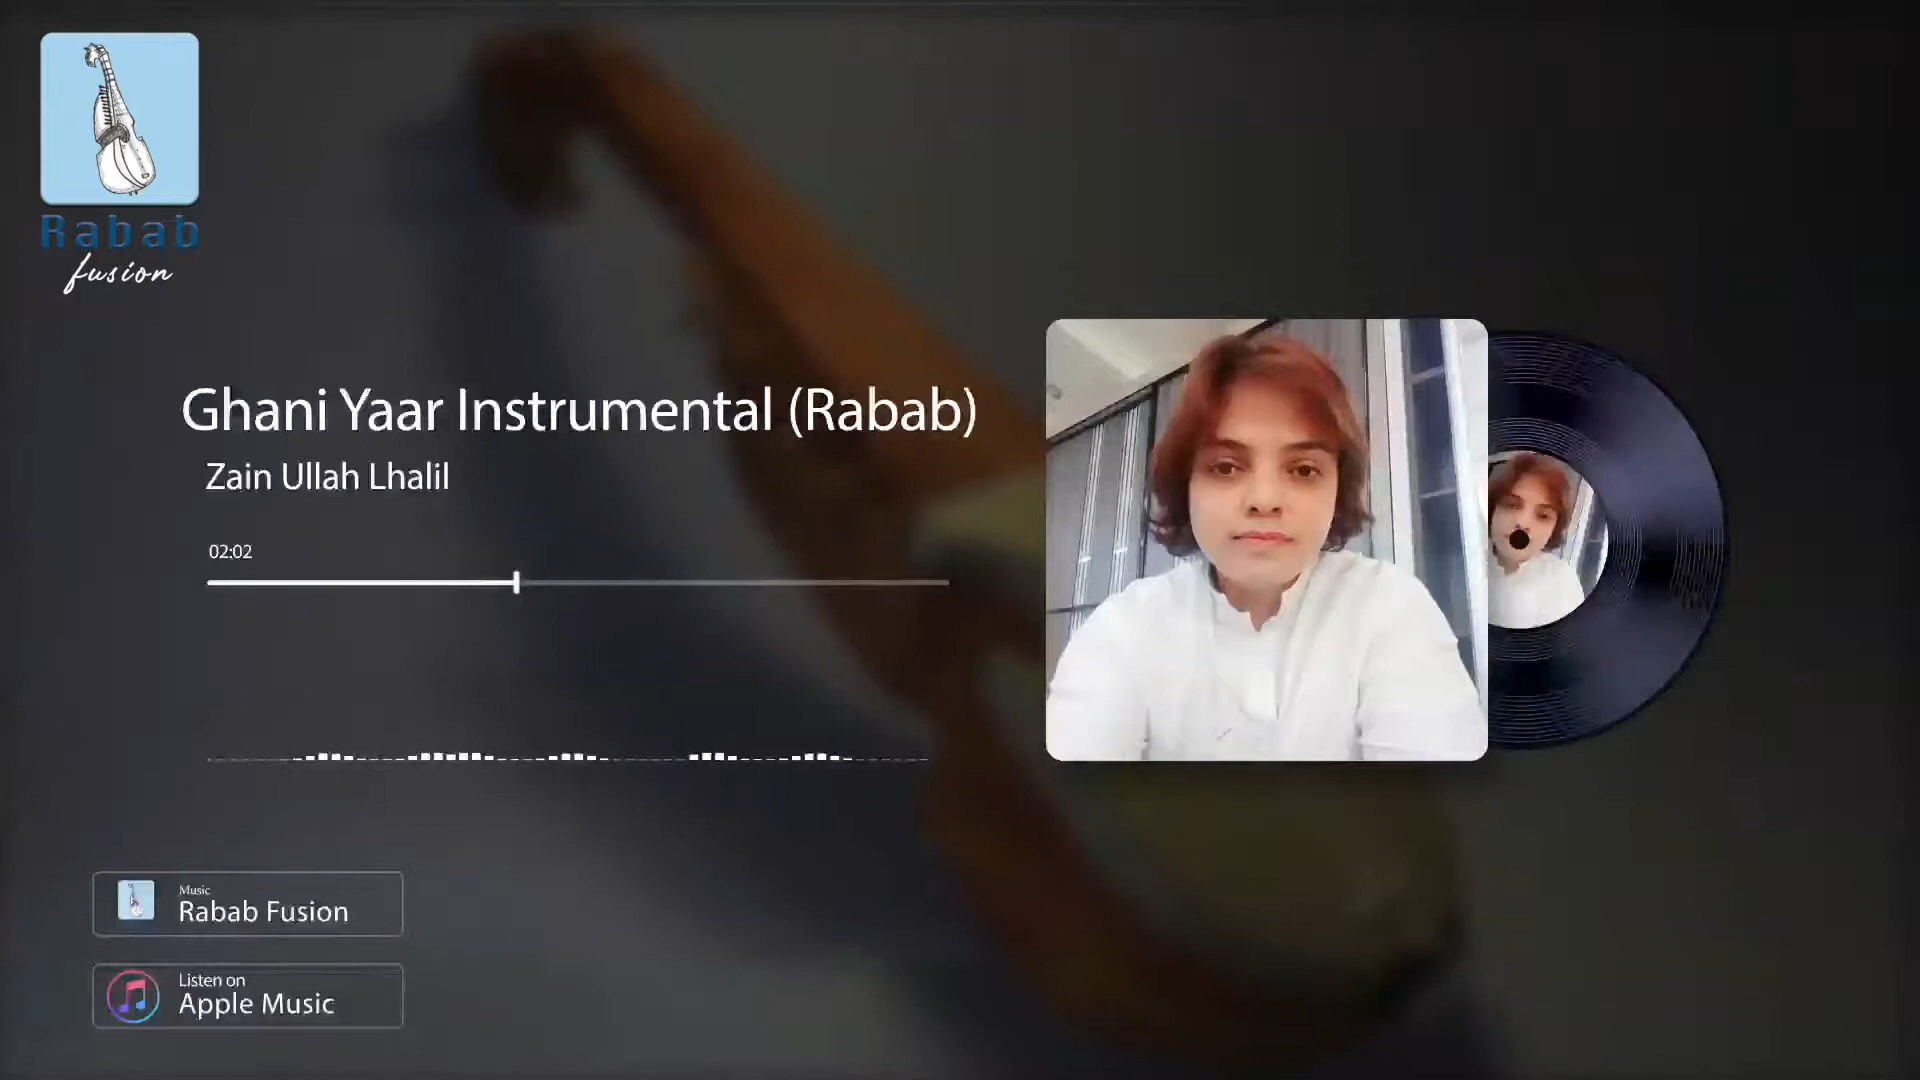 Rabab
fusion
Ghani Yaar Instrumental (Rabab)
Zain Ullah Lhalil
02:02
Music
Rabab Fusion
Listen on
Apple Music